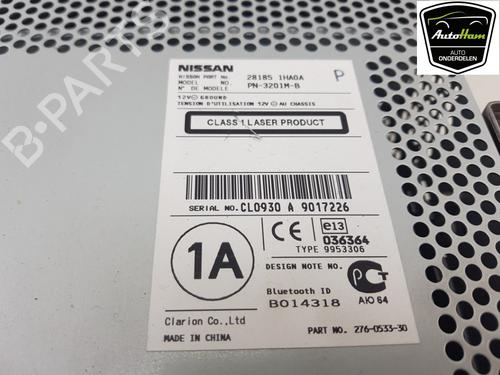 AutoHam
AUTO
ONDERDELEN
B-PARTS
NISSAN
NISSAN PART No. 28185 1HA0A P
MODEL NO.
N° DE MODELE PN-3201M-B
12V GROUND
TENSION D'UTILISATION 12V AU CHASSIS
CLASS 1 LASER PRODUCT
SERIAL NO. CL0930 A 9017226
1A
CE
e13
036364
TYPE 9953306
DESIGN NOTE NO.
Bluetooth ID
B014318
АЮ 64
Clarion Co.,Ltd
MADE IN CHINA
PART NO. 276-0533-30